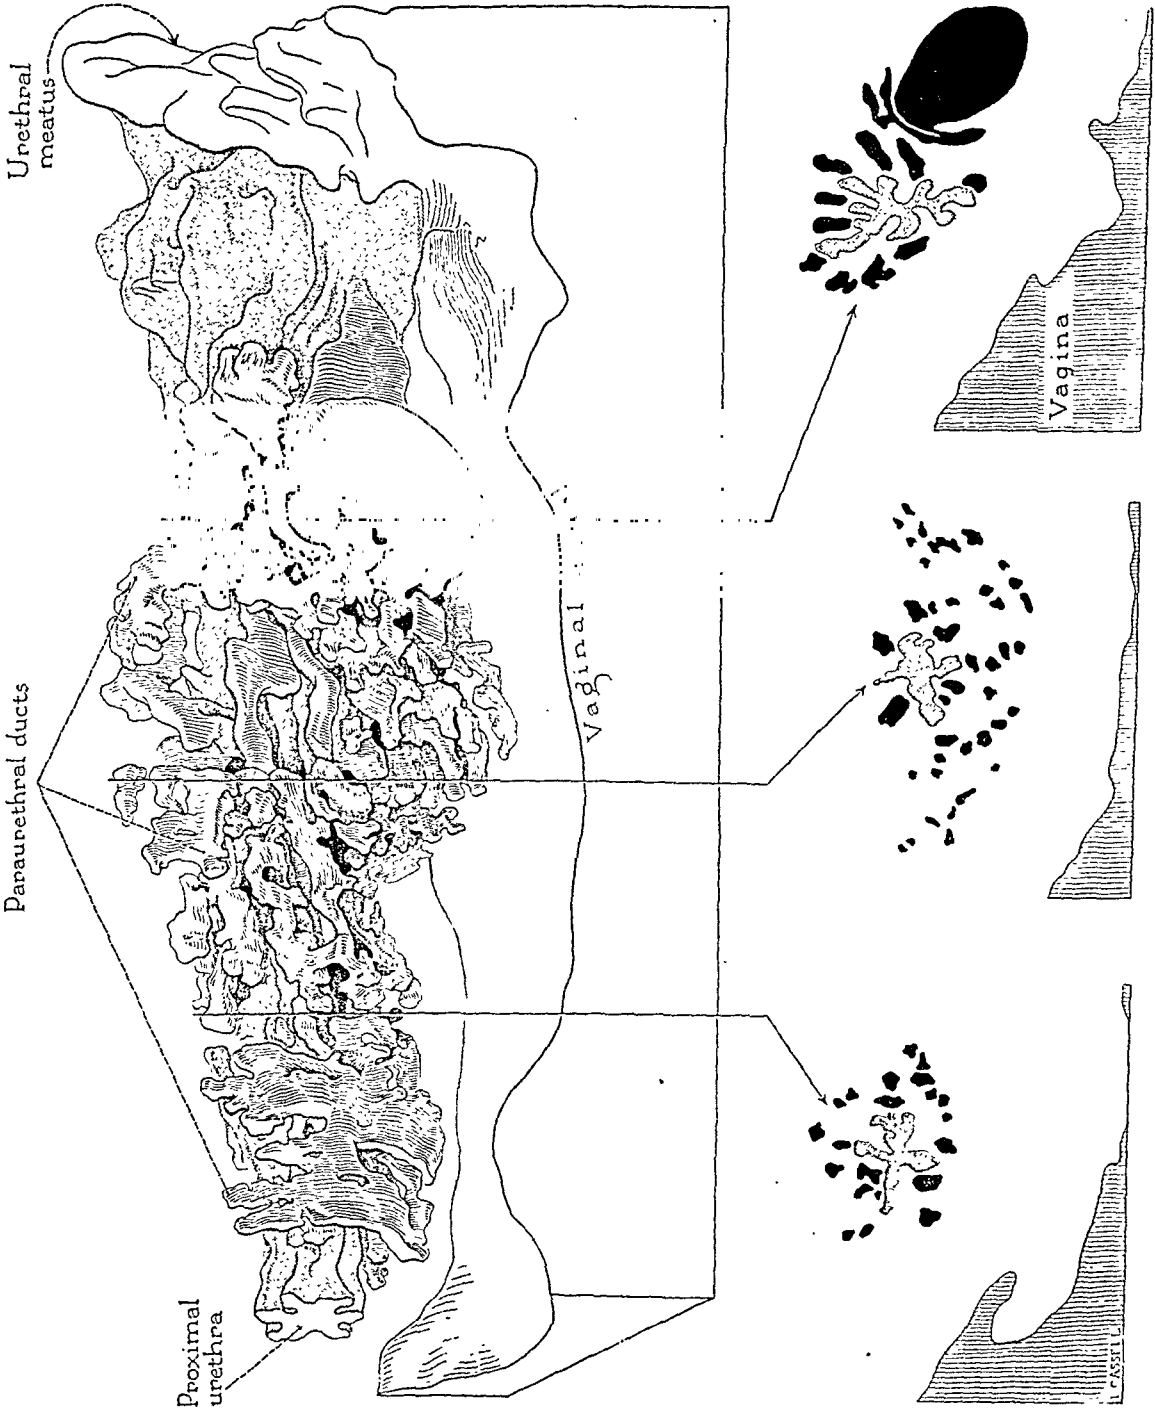 Urethral
meatus
Paraurethral ducts
Proximal
urethra
Vaginal
Vagina